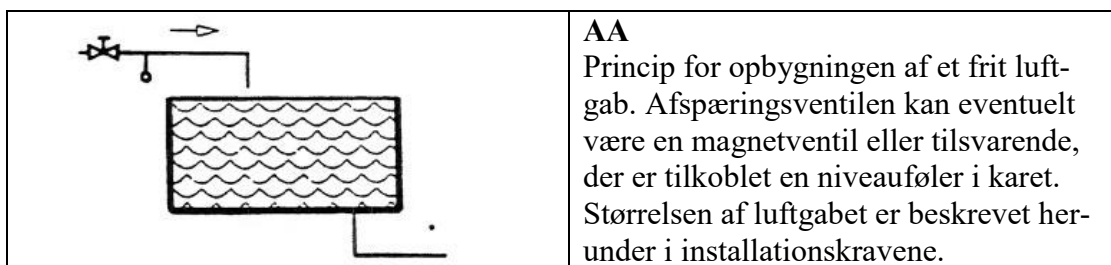 AA
Princip for opbygningen af et frit luft-
gab. Afspæringsventilen kan eventuelt
være en magnetventil eller tilsvarende,
der er tilkoblet en niveauføler i karet.
Størrelsen af luftgabet er beskrevet her-
under i installationskravene.